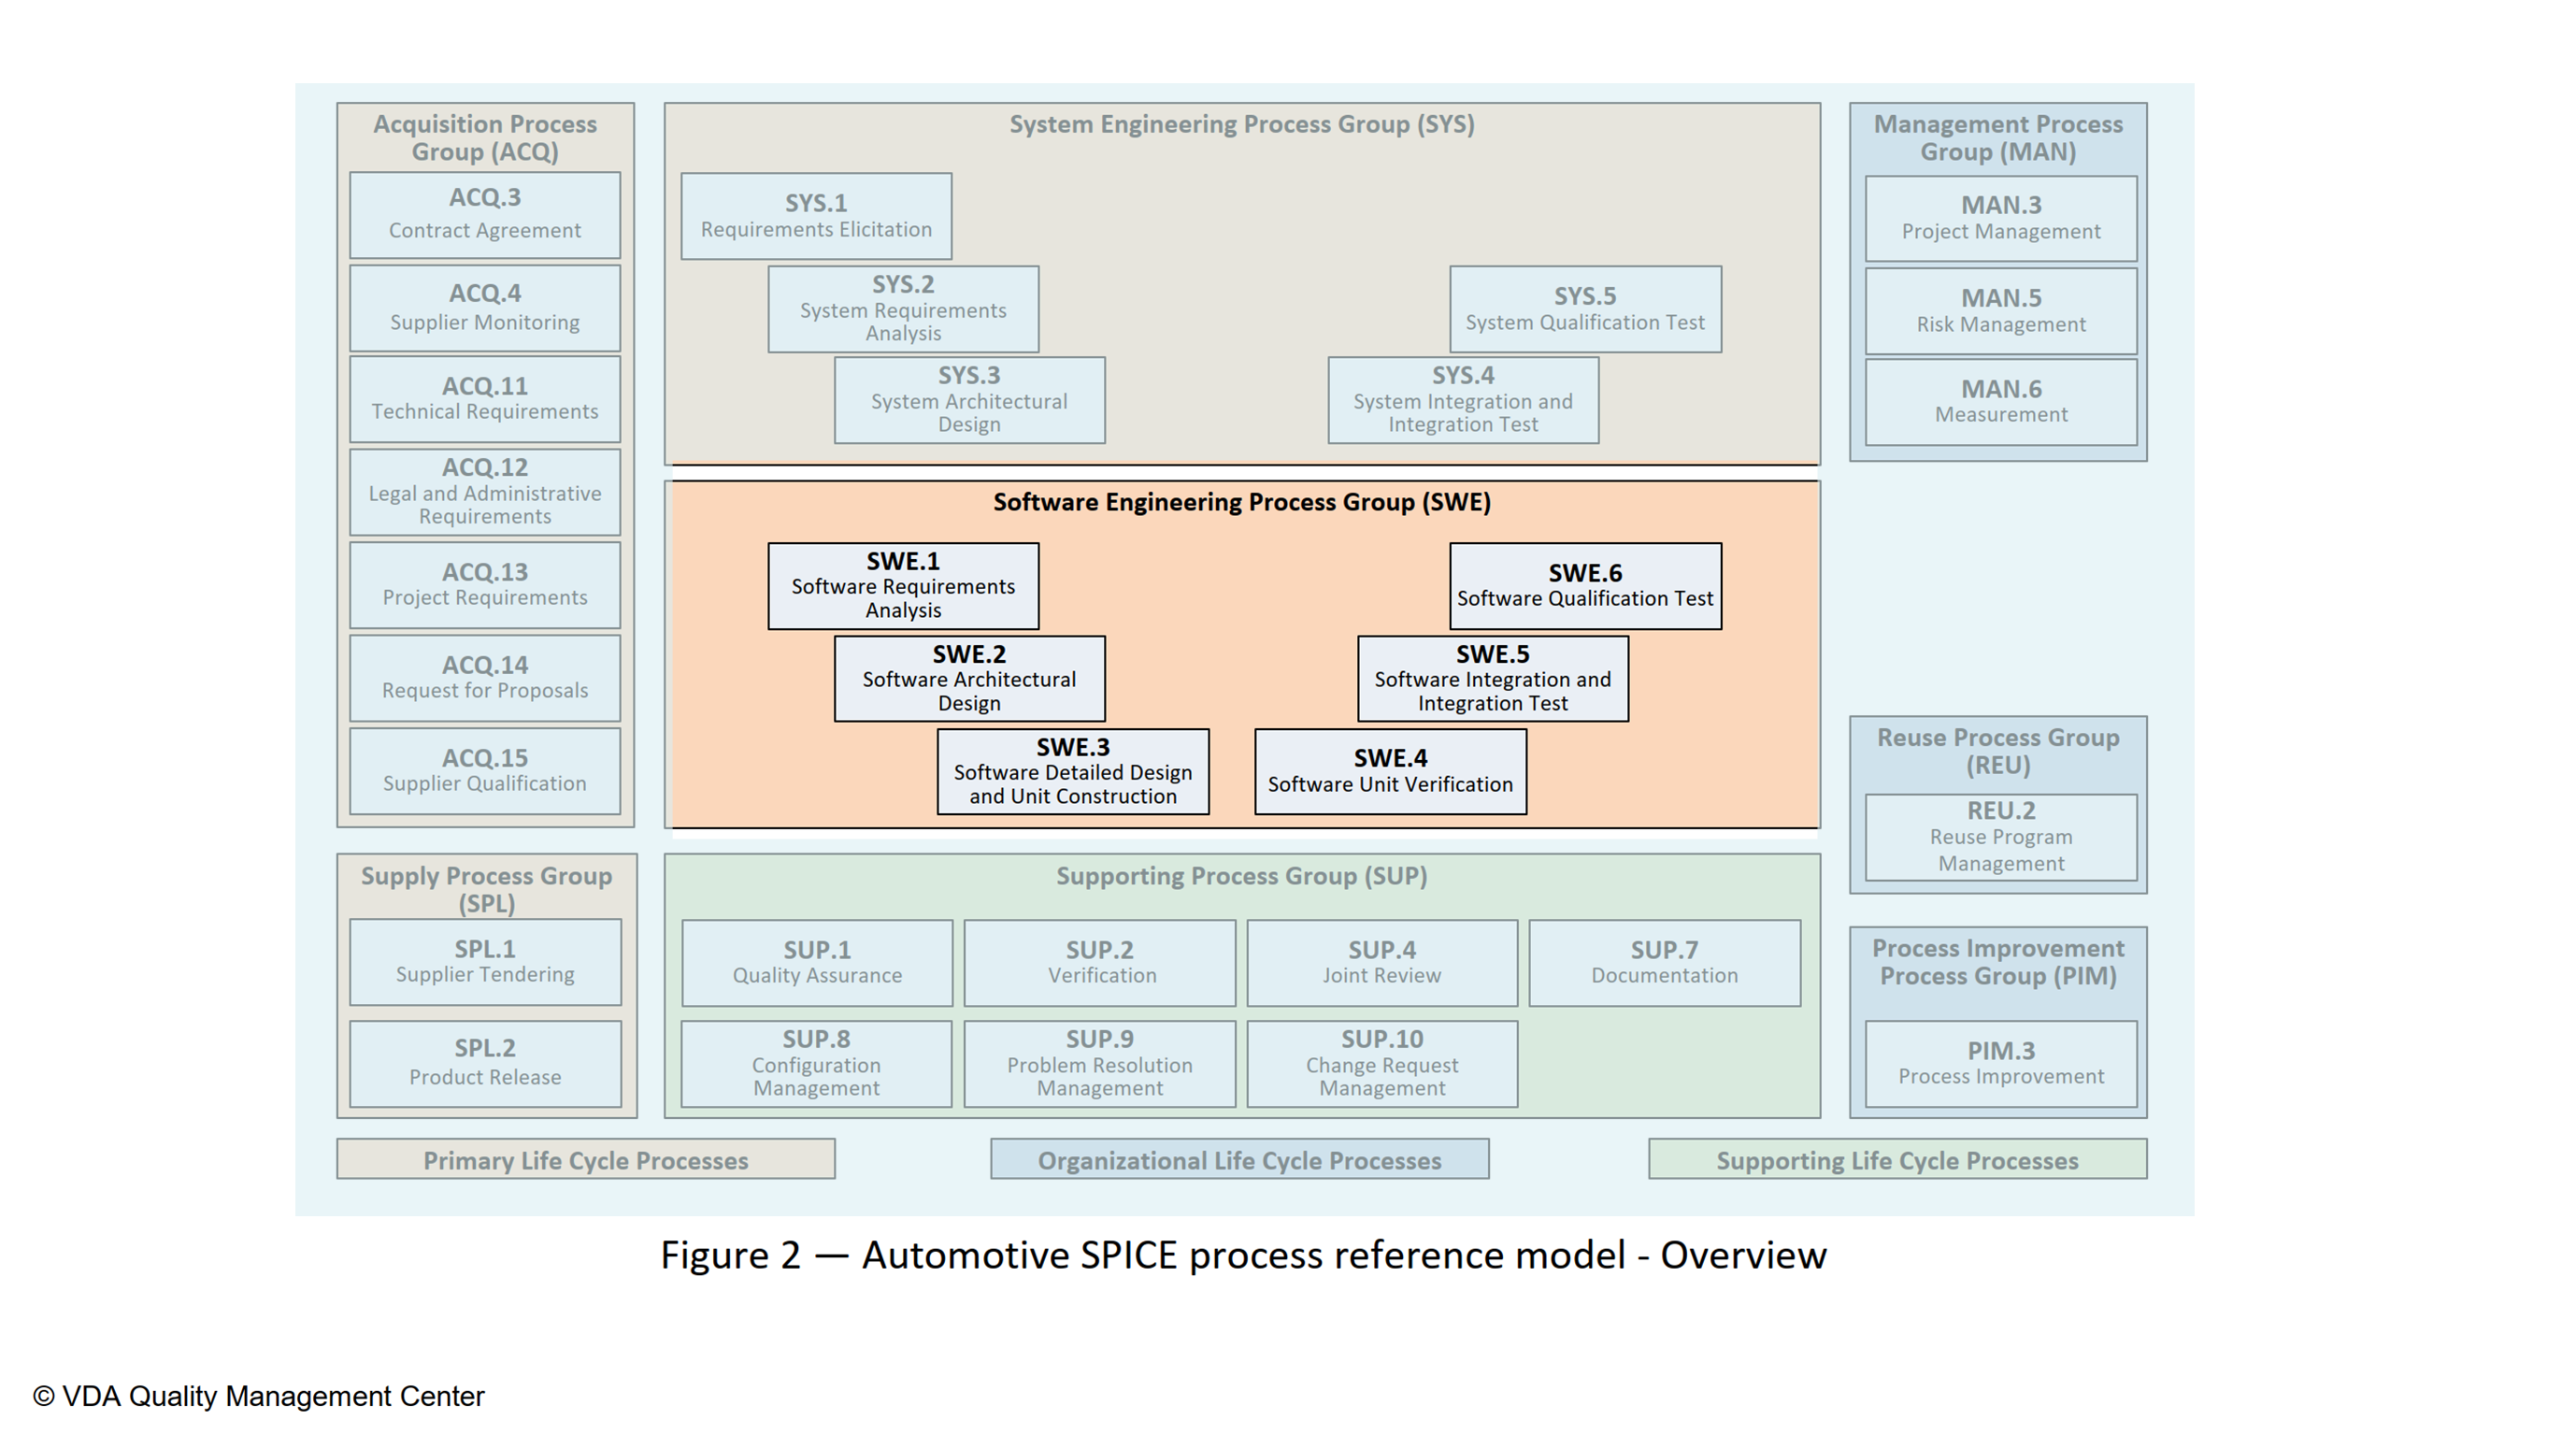 Acquisition Process
Group (ACQ)
ACQ.3
Contract Agreement
ACQ.4
Supplier Monitoring
ACQ.11
Technical Requirements
ACQ.12
Legal and Administrative
Requirements
ACQ.13
Project Requirements
ACQ.14
Request for Proposals
ACQ.15
Supplier Qualification
System Engineering Process Group (SYS)
SYS.1
Requirements Elicitation
SYS.2
System Requirements
Analysis
SYS.3
System Architectural
Design
SYS.5
System Qualification Test
SYS.4
System Integration and
Integration Test
Management Process
Group (MAN)
MAN.3
Project Management
MAN.5
Risk Management
MAN.6
Measurement
Software Engineering Process Group (SWE)
SWE.1
Software Requirements
Analysis
SWE.2
Software Architectural
Design
SWE.3
Software Detailed Design
and Unit Construction
SWE.6
Software Qualification Test
SWE.5
Software Integration and
Integration Test
SWE.4
Software Unit Verification
Reuse Process Group
(REU)
REU.2
Reuse Program
Management
Supply Process Group
(SPL)
SPL.1
Supplier Tendering
SPL.2
Product Release
Supporting Process Group (SUP)
SUP.1
Quality Assurance
SUP.2
Verification
SUP.4
Joint Review
SUP.7
Documentation
SUP.8
Configuration
Management
SUP.9
Problem Resolution
Management
SUP.10
Change Request
Management
Process Improvement
Process Group (PIM)
PIM.3
Process Improvement
Primary Life Cycle Processes
Organizational Life Cycle Processes
Supporting Life Cycle Processes
Figure 2 — Automotive SPICE process reference model - Overview
© VDA Quality Management Center